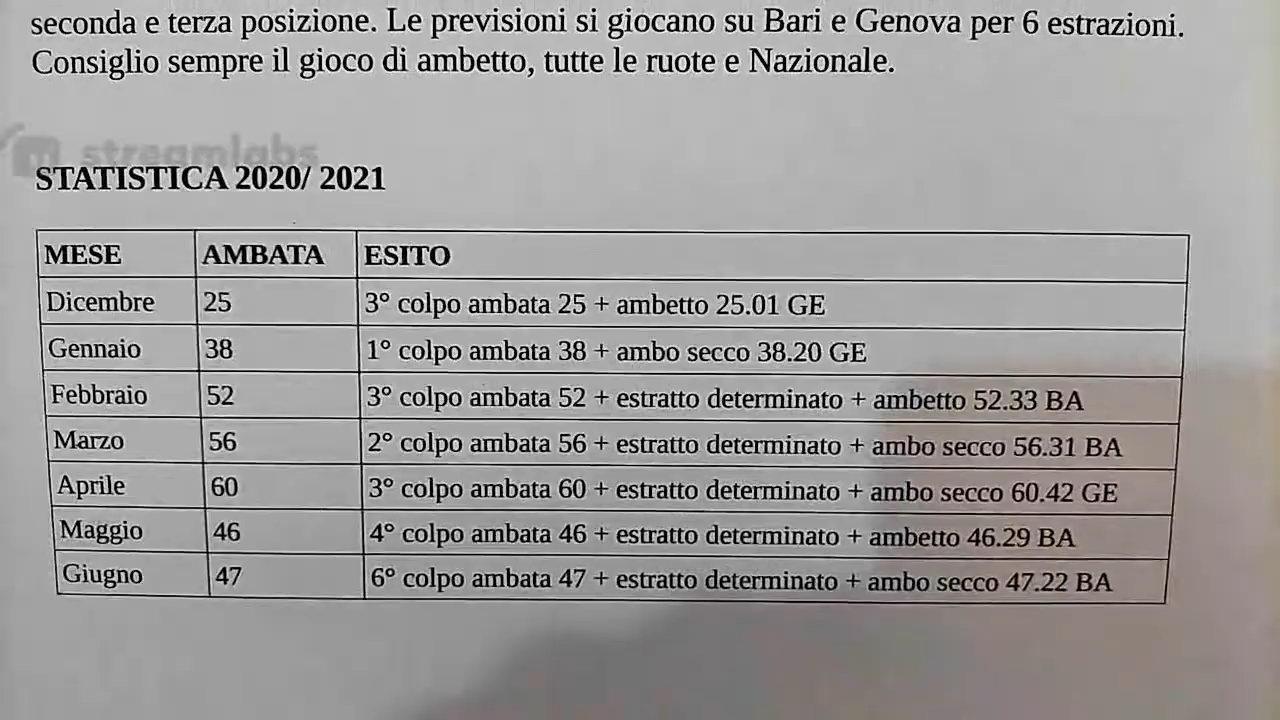 seconda e terza posizione. Le previsioni si giocano su Bari e Genova per 6 estrazioni.
Consiglio sempre il gioco di ambetto, tutte le ruote e Nazionale.
streamlabs
STATISTICA 2020/ 2021
MESE AMBATA ESITO
Dicembre 25 3° colpo ambata 25 + ambetto 25.01 GE
Gennaio 38 1° colpo ambata 38 + ambo secco 38.20 GE
Febbraio 52 3° colpo ambata 52 + estratto determinato + ambetto 52.33 BA
Marzo 56 2° colpo ambata 56 + estratto determinato + ambo secco 56.31 BA
Aprile 60 3° colpo ambata 60 + estratto determinato + ambo secco 60.42 GE
Maggio 46 4° colpo ambata 46 + estratto determinato + ambetto 46.29 BA
Giugno 47 6° colpo ambata 47 + estratto determinato + ambo secco 47.22 BA